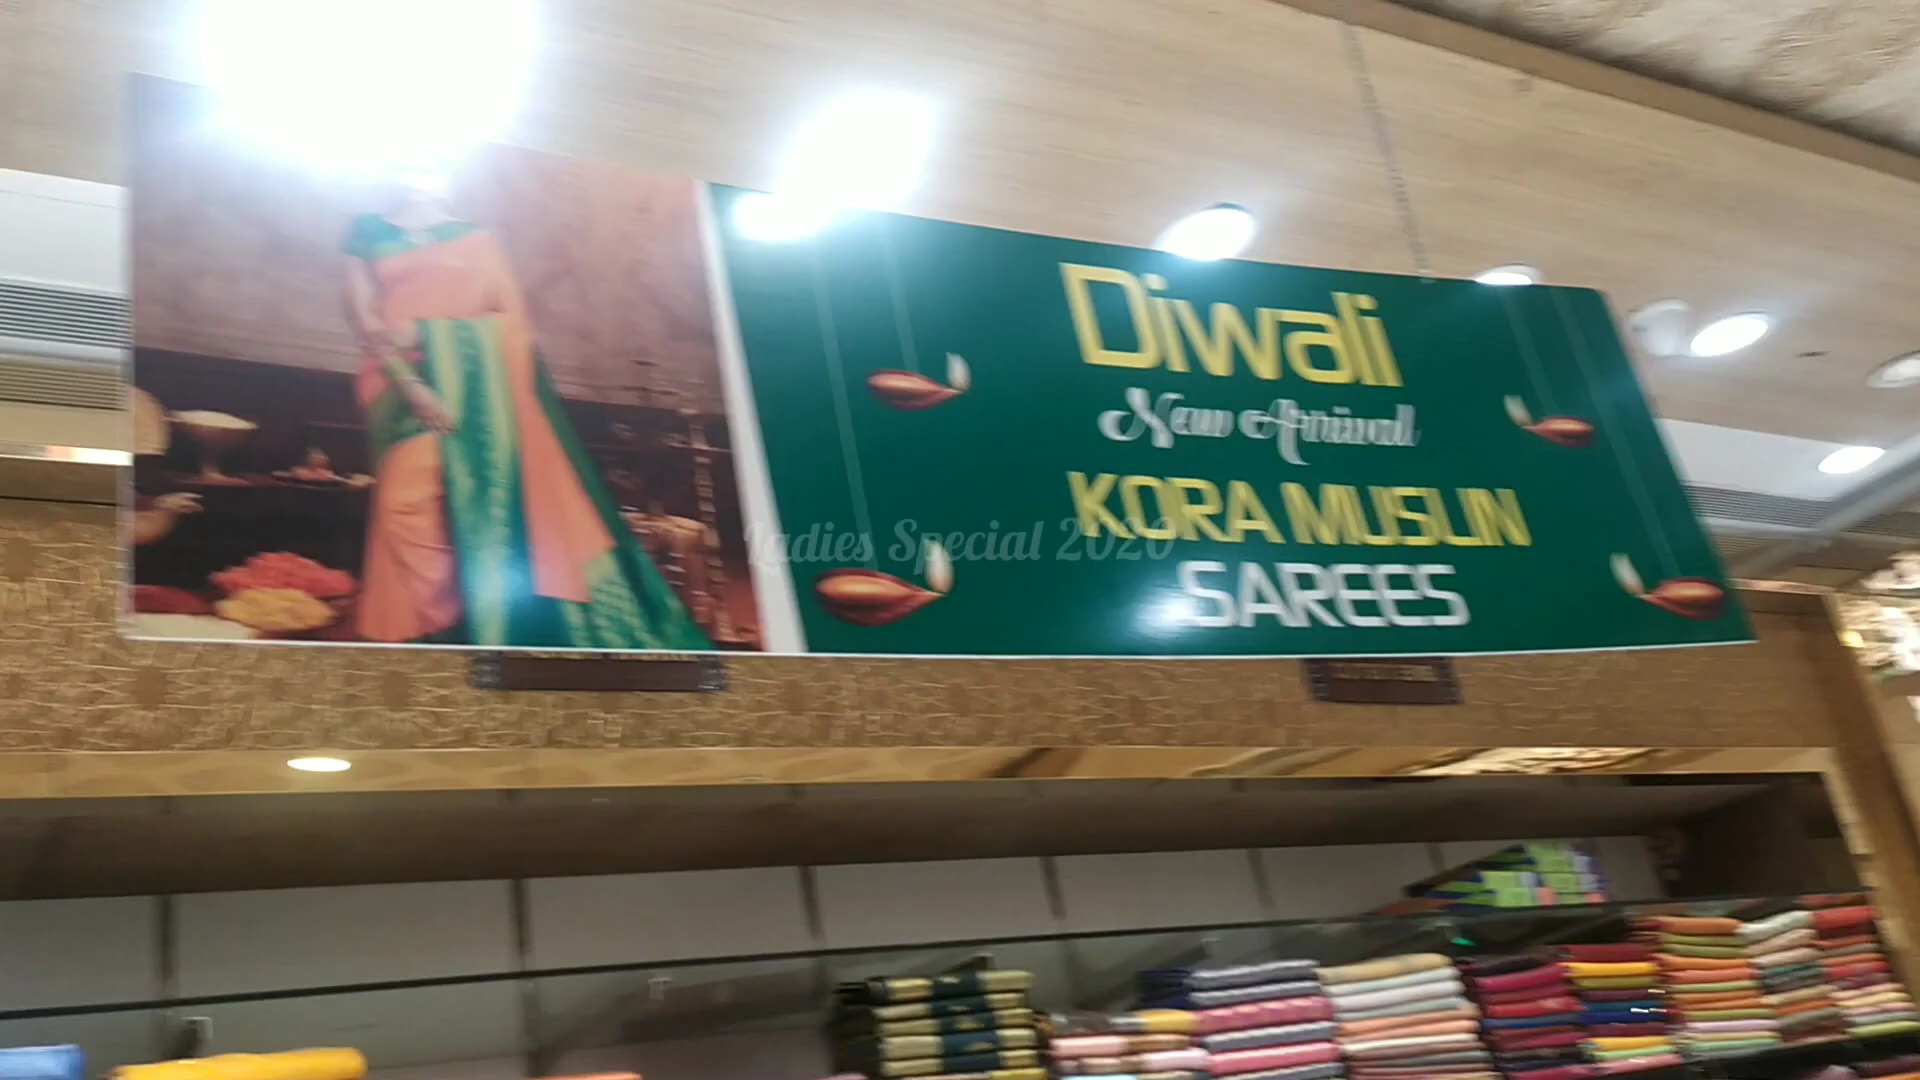 Diwali
New Arrival
KORA MUSLIN
SAREES
Ladies Special 2020